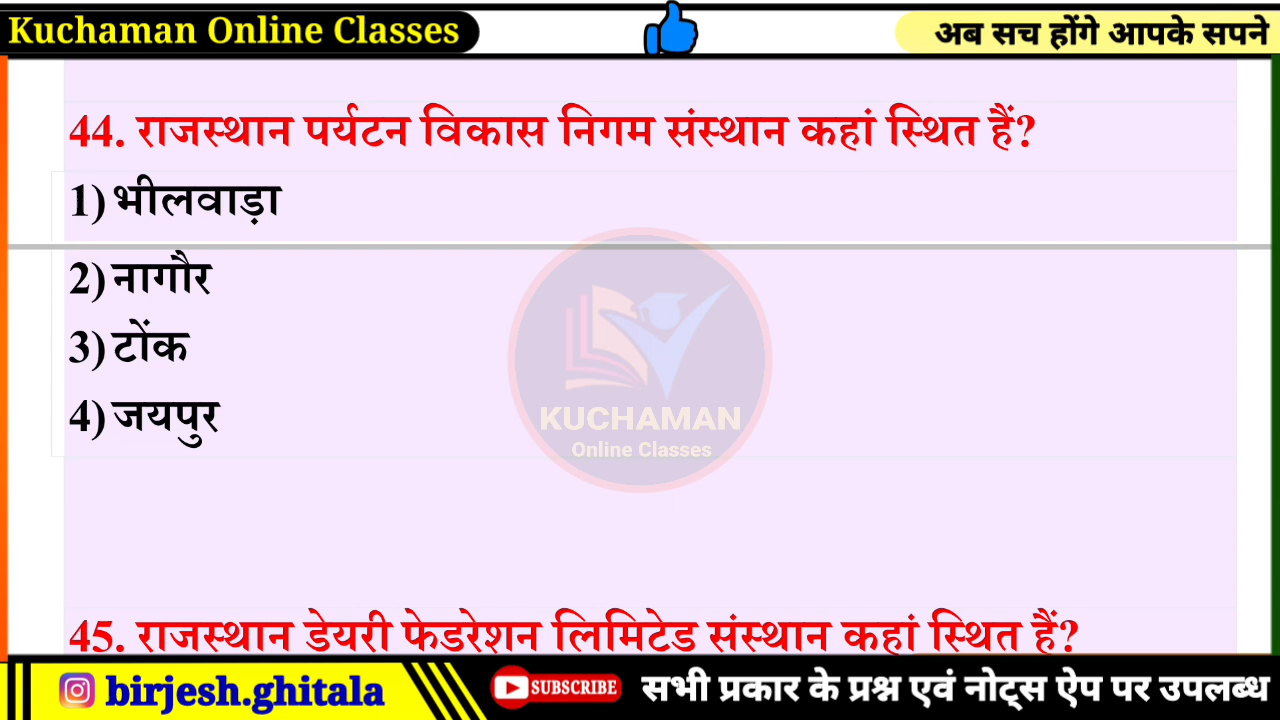 Kuchaman Online Classes
अब सच होंगे आपके सपने
44. राजस्थान पर्यटन विकास निगम संस्थान कहां स्थित हैं?
1) भीलवाड़ा
2) नागौर
3) टोंक
4) जयपुर
KUCHAMAN
Online Classes
45. राजस्थान डेयरी फेडरेशन लिमिटेड संस्थान कहां स्थित हैं?
birjesh.ghitala
SUBSCRIBE
सभी प्रकार के प्रश्न एवं नोट्स ऐप पर उपलब्ध